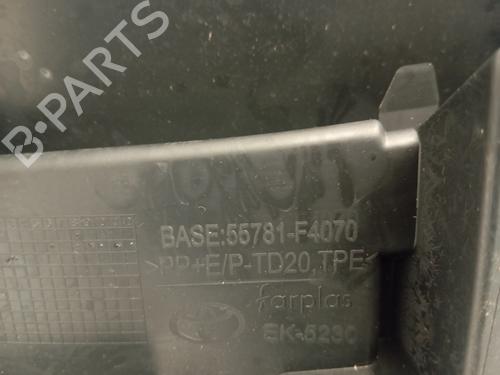 B-PARTS
BASE:55781-F4070
>PP+E/P-TD20,TPE<
farplas
EK-5230